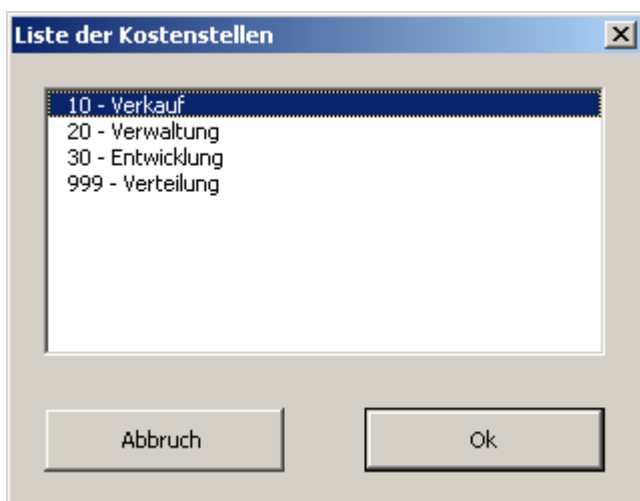 Liste der Kostenstellen
10 - Verkauf
20 - Verwaltung
30 - Entwicklung
999 - Verteilung
Abbruch
Ok